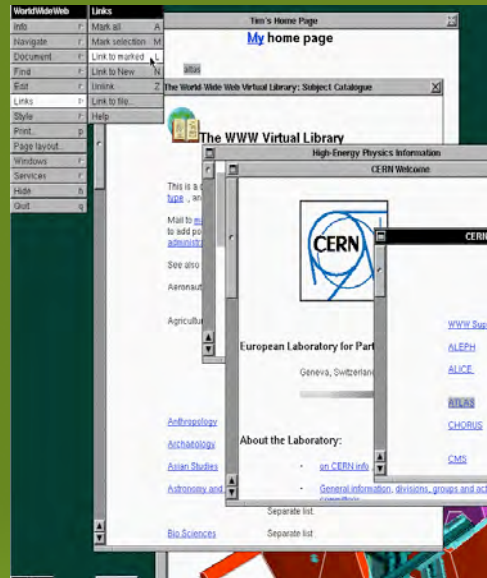 WorldWideWeb
Info
Navigate
Document
Find
Edit
Links
Style
Print..
p
Page layout..
Windows
Services
Hide
h
Quit
q
Links
Mark all A
Mark selection M
Link to marked L
Link to New N
Unlink Z
Link to file..
Help
Tim's Home Page
My home page
atlas
The World-Wide Web Virtual Library: Subject Catalogue
The WWW Virtual Library
This is a
type ., an
Mail to
to add po
administr
See also
Aeronaut
Agricultur
Anthropology
Archaeology
Asian Studies
Astronomy and
Separate list.
Bio Sciences
Separate list.
High-Energy Physics Information
CERN Welcome
CERN
European Laboratory for Part
Geneva, Switzerland
About the Laboratory:
on CERN info
General information, divisions, groups and act
CERN
WWW Sup
ALEPH
ALICE
ATLAS
CHORUS
CMS